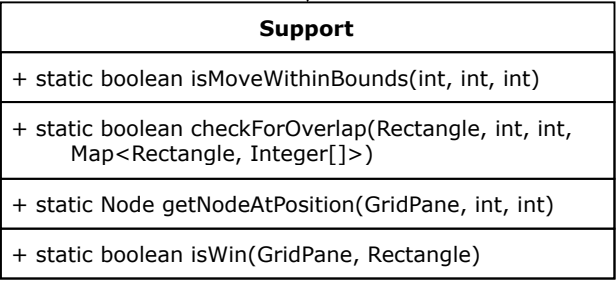 Support
+ static boolean isMoveWithinBounds(int, int, int)
+ static boolean checkForOverlap(Rectangle, int, int,
Map<Rectangle, Integer[]>)
+ static Node getNodeAtPosition(GridPane, int, int)
+ static boolean isWin(GridPane, Rectangle)